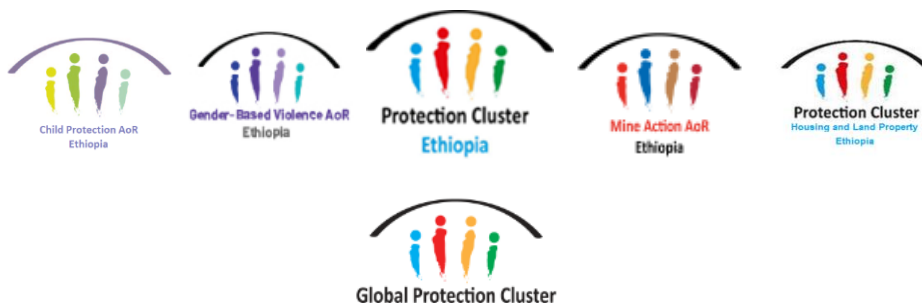 Child Protection AoR
Ethiopia
Gender-Based Violence AoR
Ethiopia
Protection Cluster
Ethiopia
Mine Action AoR
Ethiopia
Protection Cluster
Housing and Land Property
Ethiopia
Global Protection Cluster